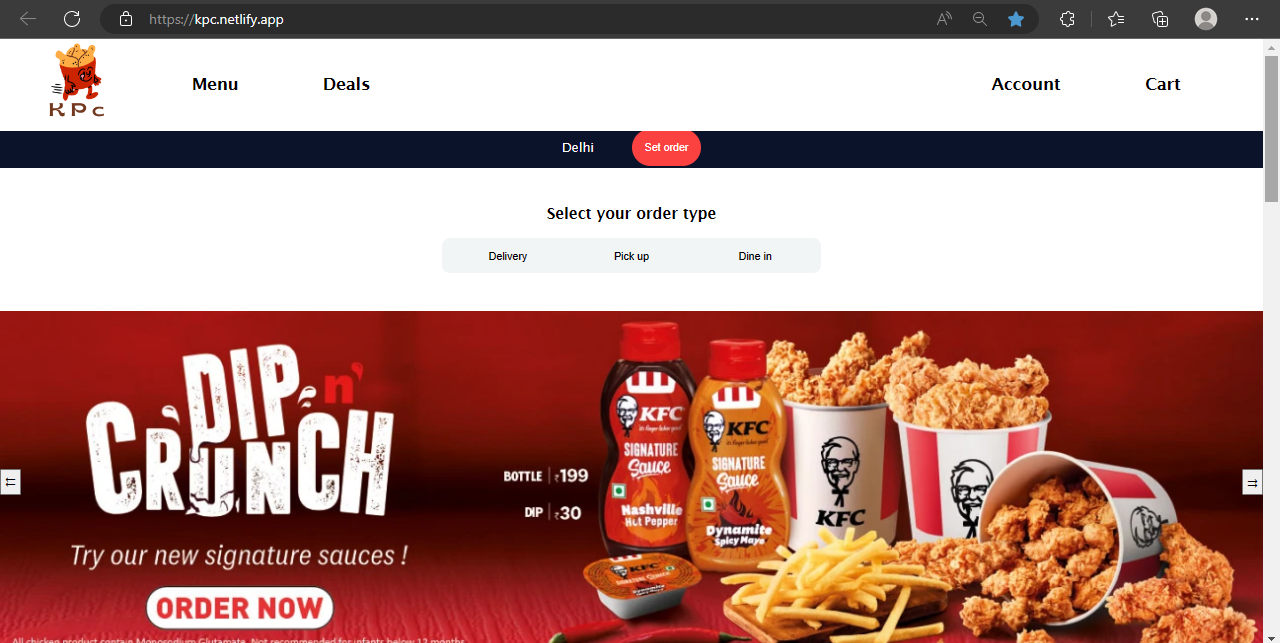 https://kpc.netlify.app
KPc
Menu
Deals
Account
Cart
Delhi
Set order
Select your order type
Delivery
Pick up
Dine in
DIP n'
CRUNCH
Try our new signature sauces !
ORDER NOW
All chicken product contain Monosodium Glutamate. Not recommended for infants below 12 months
BOTTLE | ₹199
DIP | ₹30
KFC
SIGNATURE
Sauce
Nashville
Hot Pepper
KFC
SIGNATURE
Sauce
Dynamite
Spicy Mayo
KFC